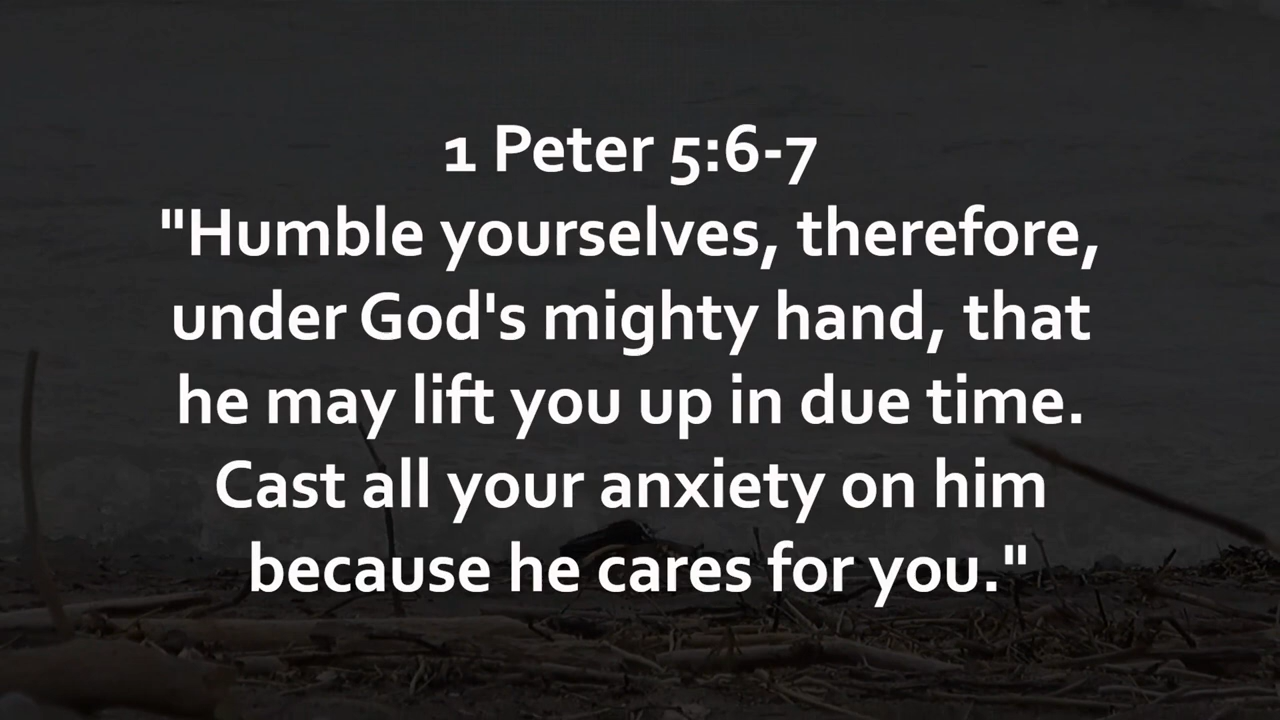 1 Peter 5:6-7
"Humble yourselves, therefore,
under God's mighty hand, that
he may lift you up in due time.
Cast all your anxiety on him
because he cares for you."